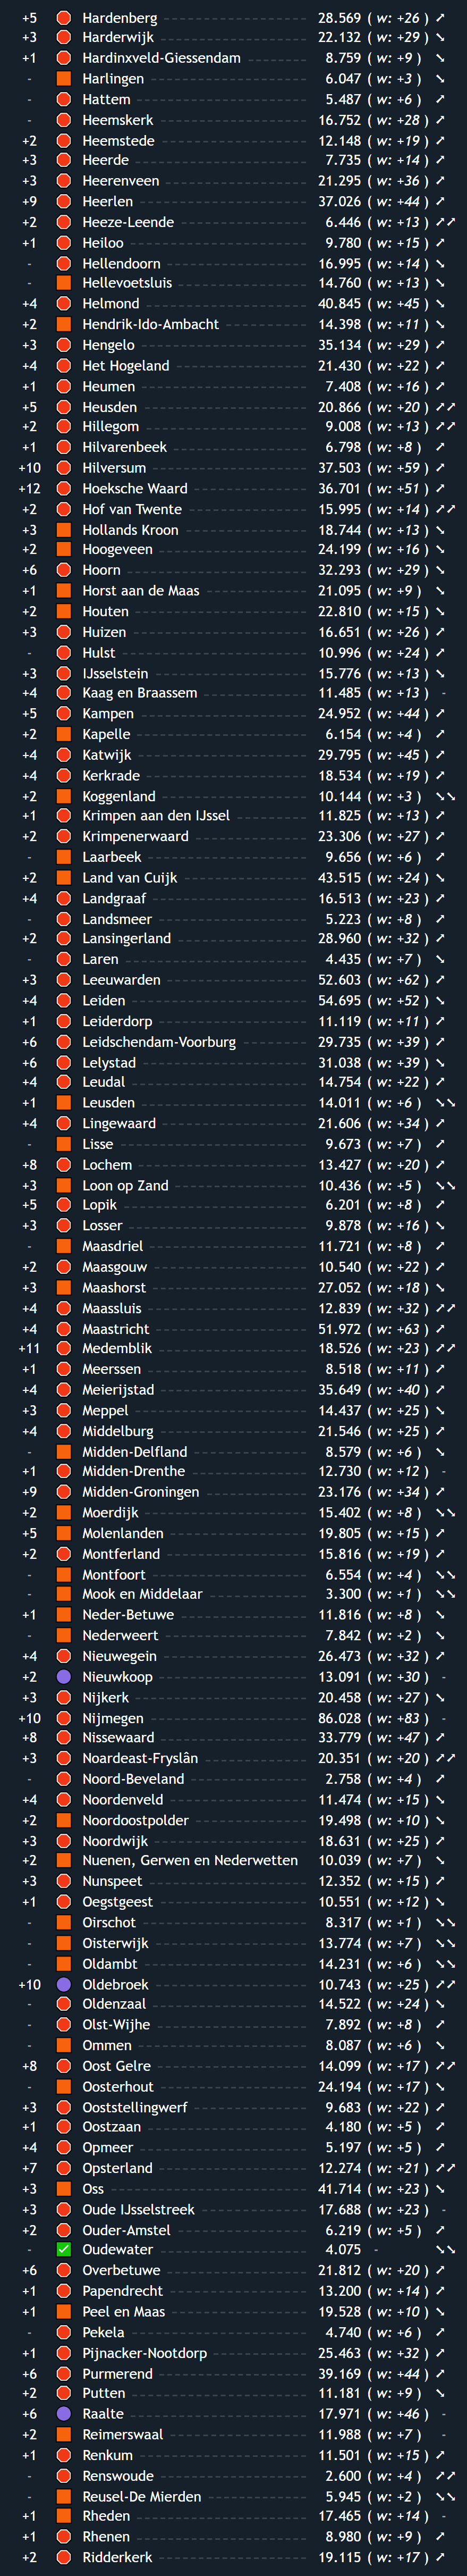 +5 Hardenberg 28.569 ( w: +26 ) ↗
+3 Harderwijk 22.132 ( w: +29 ) ↘
+1 Hardinxveld-Giessendam 8.759 ( w: +9 ) ↘
- Harlingen 6.047 ( w: +3 ) ↘
- Hattem 5.487 ( w: +6 ) ↗
- Heemskerk 16.752 ( w: +28 ) ↗
+2 Heemstede 12.148 ( w: +19 ) ↗
+3 Heerde 7.735 ( w: +14 ) ↗
+3 Heerenveen 21.295 ( w: +36 ) ↗
+9 Heerlen 37.026 ( w: +44 ) ↗
+2 Heeze-Leende 6.446 ( w: +13 ) ↗↗
+1 Heiloo 9.780 ( w: +15 ) ↗
- Hellendoorn 16.995 ( w: +14 ) ↘
- Hellevoetsluis 14.760 ( w: +13 ) ↘
+4 Helmond 40.845 ( w: +45 ) ↘
+2 Hendrik-Ido-Ambacht 14.398 ( w: +11 ) ↘
+3 Hengelo 35.134 ( w: +29 ) ↗
+4 Het Hogeland 21.430 ( w: +22 ) ↗
+1 Heumen 7.408 ( w: +16 ) ↗
+5 Heusden 20.866 ( w: +20 ) ↗↗
+2 Hillegom 9.008 ( w: +13 ) ↗↗
+1 Hilvarenbeek 6.798 ( w: +8 ) ↗
+10 Hilversum 37.503 ( w: +59 ) ↗
+12 Hoeksche Waard 36.701 ( w: +51 ) ↗
+2 Hof van Twente 15.995 ( w: +14 ) ↗↗
+3 Hollands Kroon 18.744 ( w: +13 ) ↘
+2 Hoogeveen 24.199 ( w: +16 ) ↘
+6 Hoorn 32.293 ( w: +29 ) ↘
+1 Horst aan de Maas 21.095 ( w: +9 ) ↘
+2 Houten 22.810 ( w: +15 ) ↘
+3 Huizen 16.651 ( w: +26 ) ↗
- Hulst 10.996 ( w: +24 ) ↗
+3 IJsselstein 15.776 ( w: +13 ) ↘
+4 Kaag en Braassem 11.485 ( w: +13 ) -
+5 Kampen 24.952 ( w: +44 ) ↗
+2 Kapelle 6.154 ( w: +4 ) ↗
+4 Katwijk 29.795 ( w: +45 ) ↗
+4 Kerkrade 18.534 ( w: +19 ) ↗
+2 Koggenland 10.144 ( w: +3 ) ↘↘
+1 Krimpen aan den IJssel 11.825 ( w: +13 ) ↗
+2 Krimpenerwaard 23.306 ( w: +27 ) ↗
- Laarbeek 9.656 ( w: +6 ) ↗
+2 Land van Cuijk 43.515 ( w: +24 ) ↘
+4 Landgraaf 16.513 ( w: +23 ) ↗
- Landsmeer 5.223 ( w: +8 ) ↗
+2 Lansingerland 28.960 ( w: +32 ) ↗
- Laren 4.435 ( w: +7 ) ↘
+3 Leeuwarden 52.603 ( w: +62 ) ↗
+4 Leiden 54.695 ( w: +52 ) ↘
+1 Leiderdorp 11.119 ( w: +11 ) ↗
+6 Leidschendam-Voorburg 29.735 ( w: +39 ) ↗
+6 Lelystad 31.038 ( w: +39 ) ↘
+4 Leudal 14.754 ( w: +22 ) ↗
+1 Leusden 14.011 ( w: +6 ) ↘↘
+4 Lingewaard 21.606 ( w: +34 ) ↗
- Lisse 9.673 ( w: +7 ) ↗
+8 Lochem 13.427 ( w: +20 ) ↗
+3 Loon op Zand 10.436 ( w: +5 ) ↘↘
+5 Lopik 6.201 ( w: +8 ) ↗
+3 Losser 9.878 ( w: +16 ) ↘
- Maasdriel 11.721 ( w: +8 ) ↗
+2 Maasgouw 10.540 ( w: +22 ) ↗
+3 Maashorst 27.052 ( w: +18 ) ↘
+4 Maassluis 12.839 ( w: +32 ) ↗↗
+4 Maastricht 51.972 ( w: +63 ) ↗
+11 Medemblik 18.526 ( w: +23 ) ↗↗
+1 Meerssen 8.518 ( w: +11 ) ↗
+4 Meierijstad 35.649 ( w: +40 ) ↗
+3 Meppel 14.437 ( w: +25 ) ↘
+4 Middelburg 21.546 ( w: +25 ) ↗
- Midden-Delfland 8.579 ( w: +6 ) ↘
+1 Midden-Drenthe 12.730 ( w: +12 ) -
+9 Midden-Groningen 23.176 ( w: +34 ) ↗
+2 Moerdijk 15.402 ( w: +8 ) ↘↘
+5 Molenlanden 19.805 ( w: +15 ) ↗
+2 Montferland 15.816 ( w: +19 ) ↗
- Montfoort 6.554 ( w: +4 ) ↘↘
- Mook en Middelaar 3.300 ( w: +1 ) ↘↘
+1 Neder-Betuwe 11.816 ( w: +8 ) ↘
- Nederweert 7.842 ( w: +2 ) ↘
+4 Nieuwegein 26.473 ( w: +32 ) ↗
+2 Nieuwkoop 13.091 ( w: +30 ) -
+3 Nijkerk 20.458 ( w: +27 ) ↘
+10 Nijmegen 86.028 ( w: +83 ) -
+8 Nissewaard 33.779 ( w: +47 ) ↗
+3 Noardeast-Fryslân 20.351 ( w: +20 ) ↗↗
- Noord-Beveland 2.758 ( w: +4 ) ↗
+4 Noordenveld 11.474 ( w: +15 ) ↘
+2 Noordoostpolder 19.498 ( w: +10 ) ↘
+3 Noordwijk 18.631 ( w: +25 ) ↗
+2 Nuenen, Gerwen en Nederwetten 10.039 ( w: +7 ) ↘
+3 Nunspeet 12.352 ( w: +15 ) ↗
+1 Oegstgeest 10.551 ( w: +12 ) ↘
- Oirschot 8.317 ( w: +1 ) ↘↘
- Oisterwijk 13.774 ( w: +7 ) ↘↘
- Oldambt 14.231 ( w: +6 ) ↘↘
+10 Oldebroek 10.743 ( w: +25 ) ↗↗
- Oldenzaal 14.522 ( w: +24 ) ↘
- Olst-Wijhe 7.892 ( w: +8 ) ↗
- Ommen 8.087 ( w: +6 ) ↘
+8 Oost Gelre 14.099 ( w: +17 ) ↗↗
- Oosterhout 24.194 ( w: +17 ) ↘
+3 Ooststellingwerf 9.683 ( w: +22 ) ↗
+1 Oostzaan 4.180 ( w: +5 ) ↗
+4 Opmeer 5.197 ( w: +5 ) ↗
+7 Opsterland 12.274 ( w: +21 ) ↗↗
+3 Oss 41.714 ( w: +23 ) ↘
+3 Oude IJsselstreek 17.688 ( w: +23 ) -
+2 Ouder-Amstel 6.219 ( w: +5 ) ↗
- Oudewater 4.075 - ↘↘
+6 Overbetuwe 21.812 ( w: +20 ) ↗
+1 Papendrecht 13.200 ( w: +14 ) ↗
+1 Peel en Maas 19.528 ( w: +10 ) ↘
- Pekela 4.740 ( w: +6 ) ↗
+1 Pijnacker-Nootdorp 25.463 ( w: +32 ) ↗
+6 Purmerend 39.169 ( w: +44 ) ↗
+2 Putten 11.181 ( w: +9 ) ↘
+6 Raalte 17.971 ( w: +46 ) -
+2 Reimerswaal 11.988 ( w: +7 ) -
+1 Renkum 11.501 ( w: +15 ) ↗
- Renswoude 2.600 ( w: +4 ) ↗↗
- Reusel-De Mierden 5.945 ( w: +2 ) ↘↘
+1 Rheden 17.465 ( w: +14 ) -
+1 Rhenen 8.980 ( w: +9 ) ↗
+2 Ridderkerk 19.115 ( w: +17 ) ↗